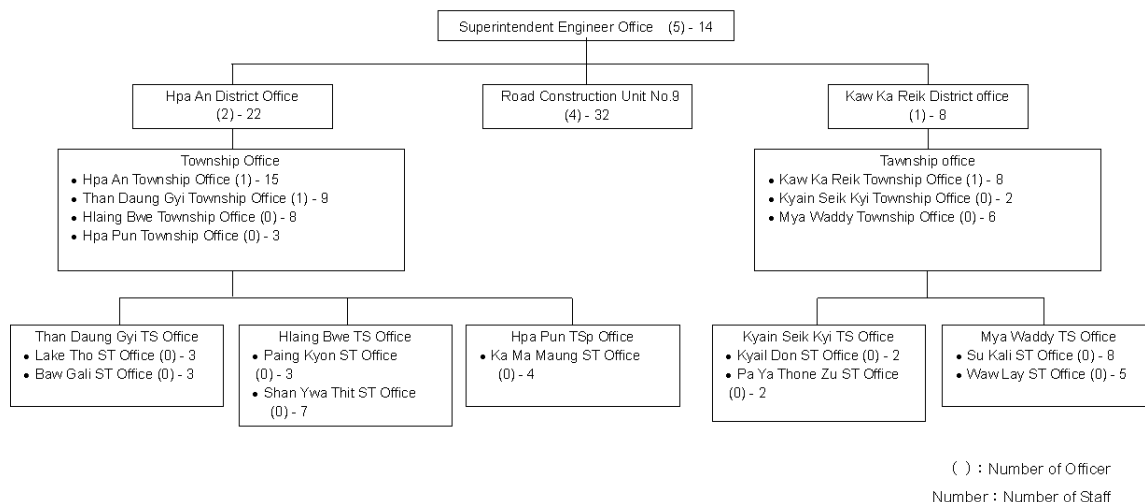 Superintendent Engineer Office (5) - 14
Hpa An District Office
(2) - 22
Road Construction Unit No.9
(4) - 32
Kaw Ka Reik District office
(1) - 8
Township Office
• Hpa An Township Office (1) - 15
• Than Daung Gyi Township Office (1) - 9
• Hlaing Bwe Township Office (0) - 8
• Hpa Pun Township Office (0) - 3
Tawnship office
• Kaw Ka Reik Township Office (1) - 8
• Kyain Seik Kyi Township Office (0) - 2
• Mya Waddy Township Office (0) - 6
Than Daung Gyi TS Office
• Lake Tho ST Office (0) - 3
• Baw Gali ST Office (0) - 3
Hlaing Bwe TS Office
• Paing Kyon ST Office
(0) - 3
• Shan Ywa Thit ST Office
(0) - 7
Hpa Pun TSp Office
• Ka Ma Maung ST Office
(0) - 4
Kyain Seik Kyi TS Office
• Kyail Don ST Office (0) - 2
• Pa Ya Thone Zu ST Office
(0) - 2
Mya Waddy TS Office
• Su Kali ST Office (0) - 8
• Waw Lay ST Office (0) - 5
( ) : Number of Officer
Number : Number of Staff